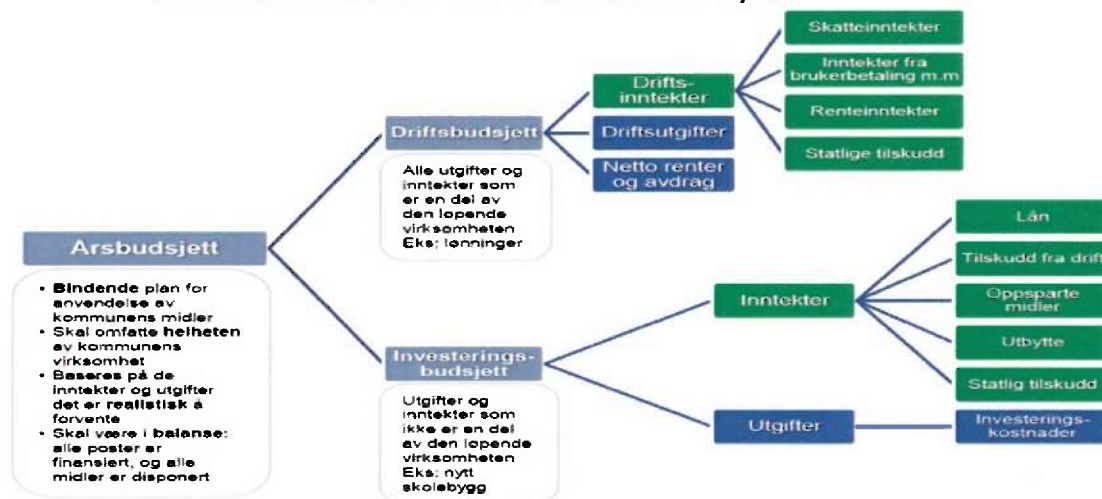 Skatteinntekter
Inntekter fra
brukerbetaling m.m
Renteinntekter
Statlige tilskudd
Drifts-
inntekter
Driftsutgifter
Netto renter
og avdrag
Driftsbudsjett
Alle utgifter og
inntekter som
er en del av
den løpende
virksomheten
Eks: lønninger
Årsbudsjett
• Bindende plan for
anvendelse av
kommunens midler
• Skal omfatte helheten
av kommunens
virksomhet
• Baseres på de
inntekter og utgifter
det er realistisk å
forvente
• Skal være i balanse:
alle poster er
finansiert, og alle
midler er disponert
Investerings-
budsjett
Utgifter og
inntekter som
ikke er en del
av den løpende
virksomheten
Eks: nytt
skolebygg
Inntekter
Lån
Tilskudd fra drift
Oppsparte
midler
Utbytte
Statlig tilskudd
Utgifter
Investerings-
kostnader